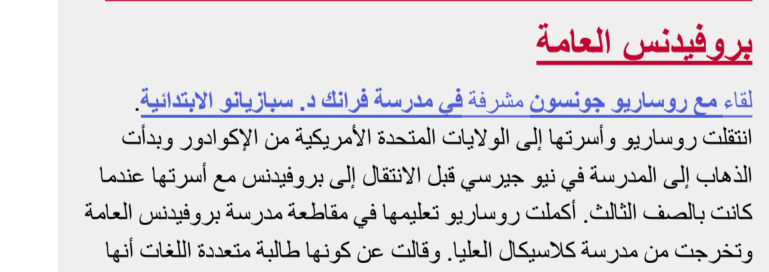 بروفيدنس العامة
لقاء مع روساريو جونسون مشرفة في مدرسة فرانك د. سبازيانو الابتدائية.
انتقلت روساريو وأسرتها إلى الولايات المتحدة الأمريكية من الإكوادور وبدأت
الذهاب إلى المدرسة في نيو جيرسي قبل الانتقال إلى بروفيدنس مع أسرتها عندما
كانت بالصف الثالث. أكملت روساريو تعليمها في مقاطعة مدرسة بروفيدنس العامة
وتخرجت من مدرسة كلاسيكال العليا. وقالت عن كونها طالبة متعددة اللغات أنها